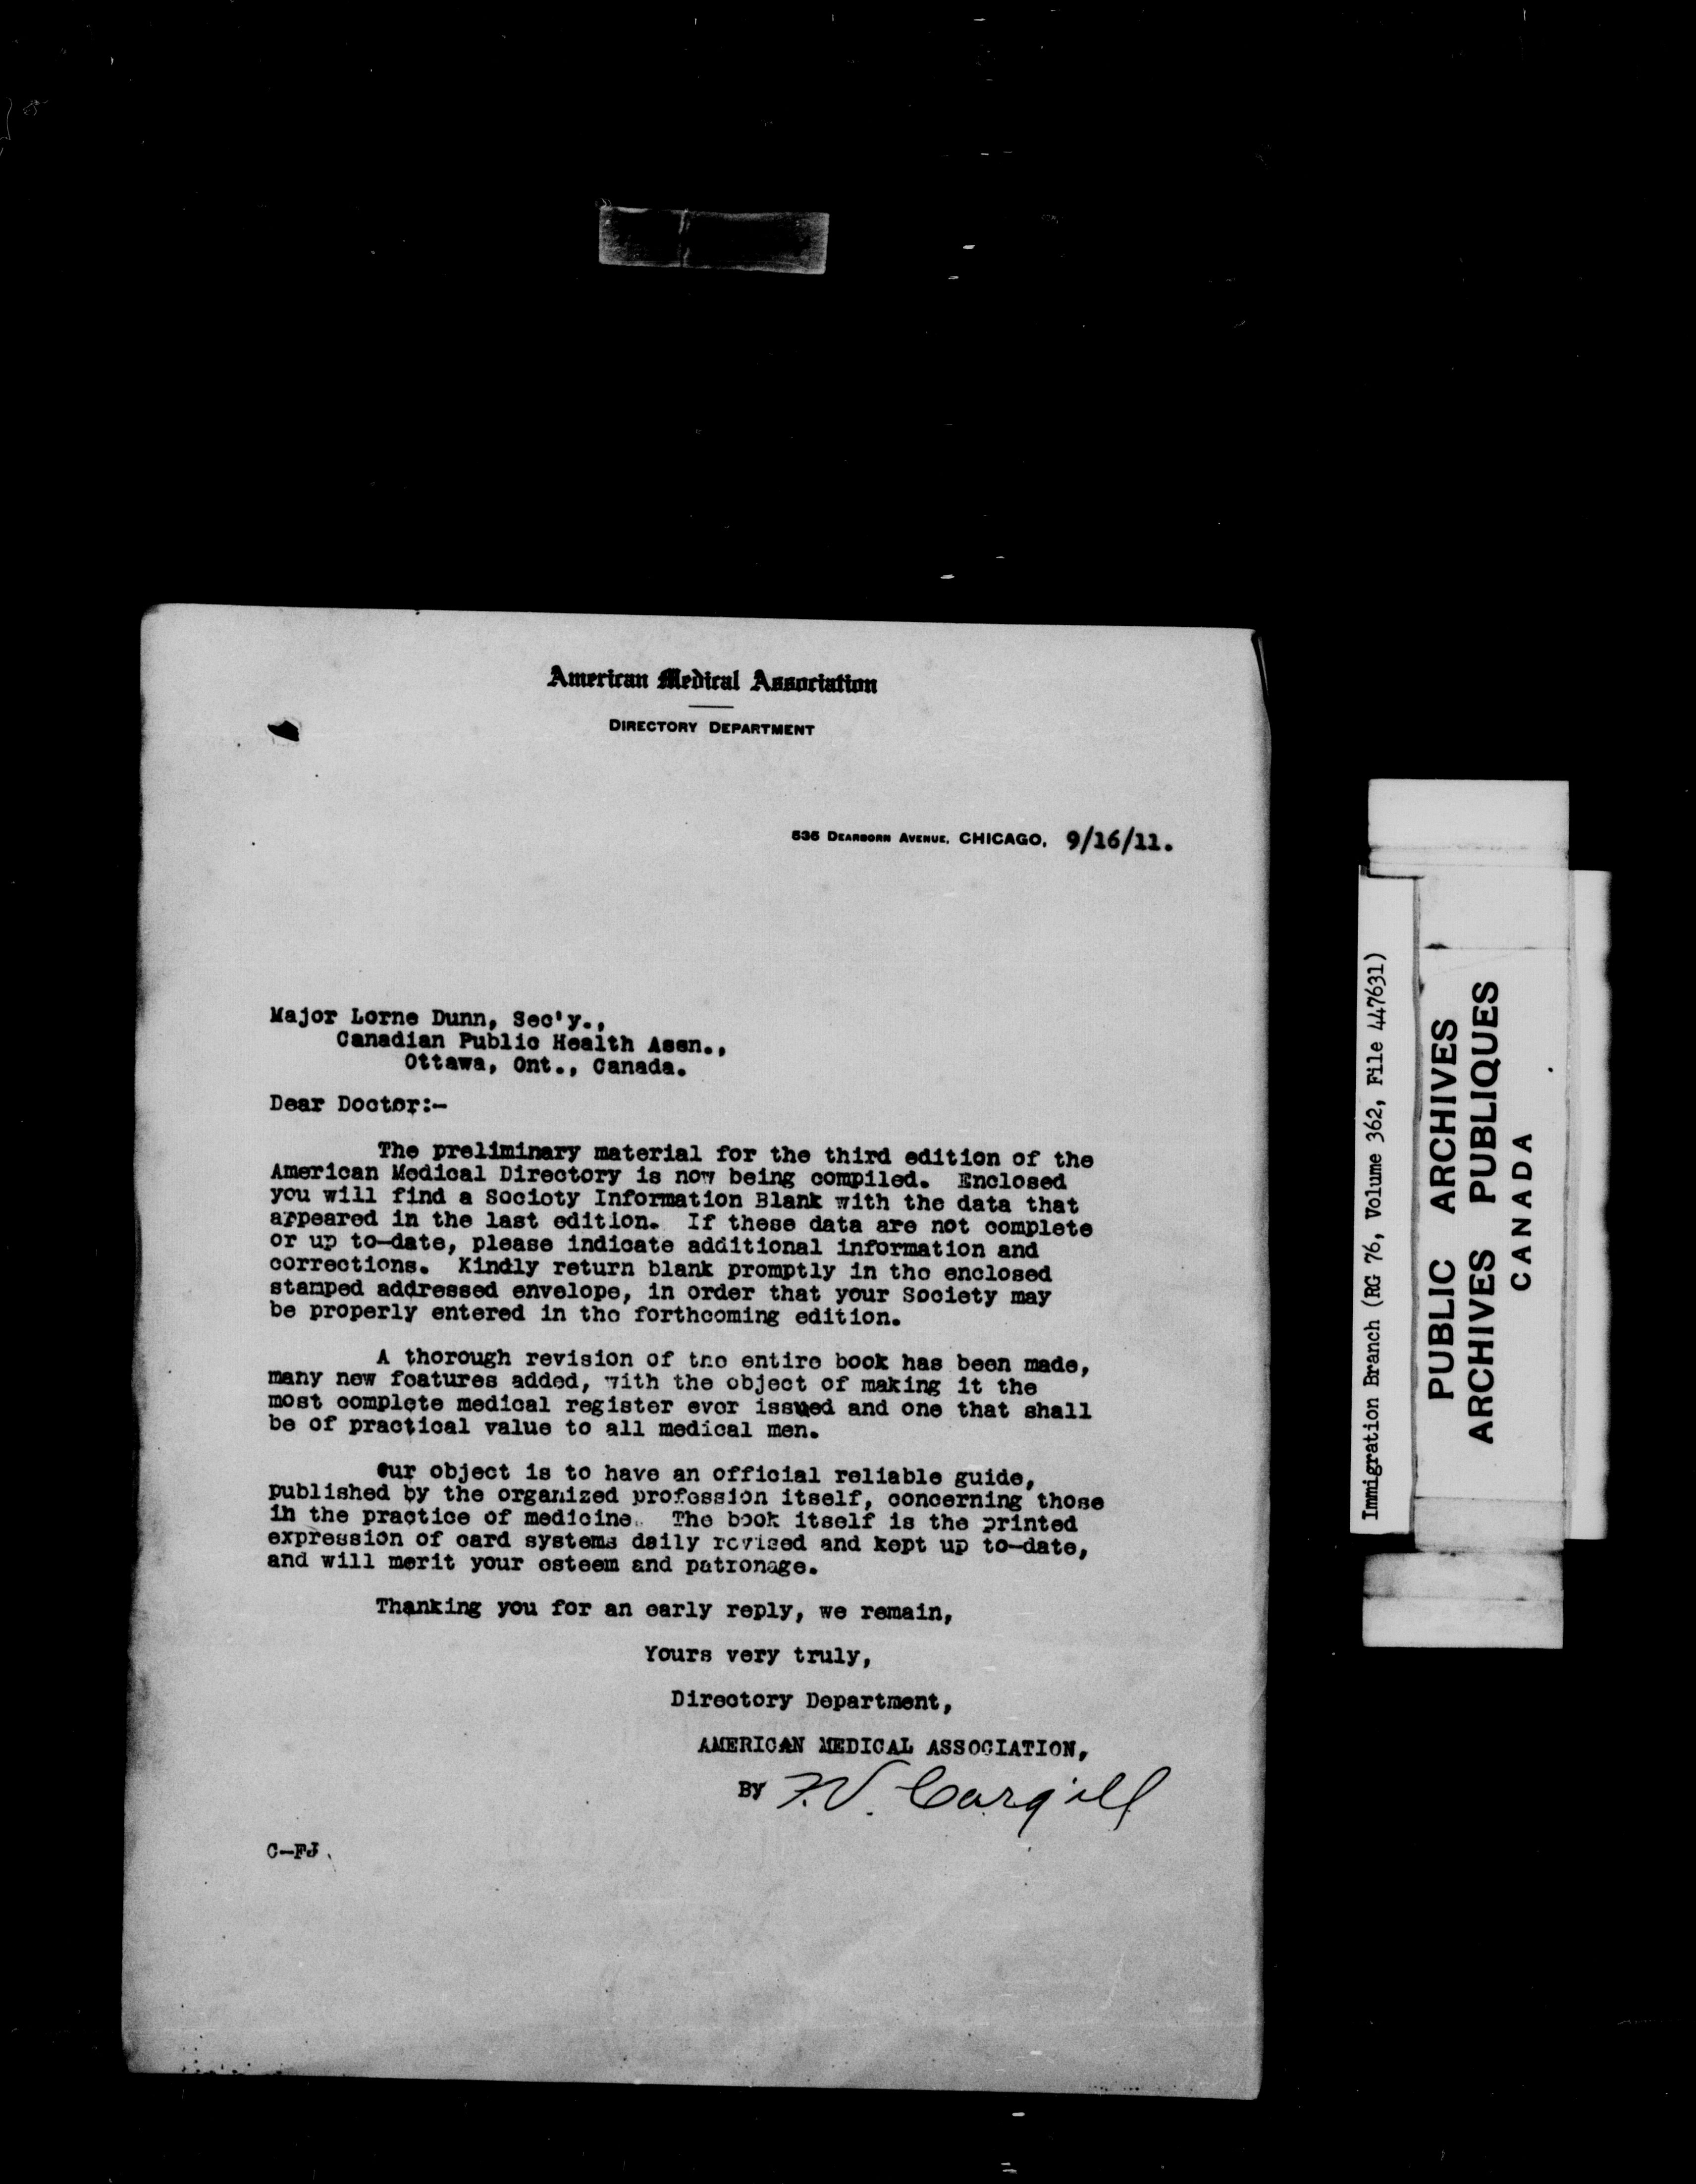 American Medical Association
DIRECTORY DEPARTMENT
535 DEARBORN AVENUE, CHICAGO, 9/16/11.
Major Lorne Dunn, Sec'y.,
Canadian Public Health Assn.,
Ottawa, Ont., Canada.
Dear Doctor:-
The preliminary material for the third edition of the
American Medical Directory is now being compiled. Enclosed
you will find a Society Information Blank with the data that
appeared in the last edition. If these data are not complete
or up to-date, please indicate additional information and
corrections. Kindly return blank promptly in the enclosed
stamped addressed envelope, in order that your Society may
be properly entered in the forthcoming edition.
A thorough revision of the entire book has been made,
many new features added, with the object of making it the
most complete medical register ever issued and one that shall
be of practical value to all medical men.
Our object is to have an official reliable guide,
published by the organized profession itself, concerning those
in the practice of medicine. The book itself is the printed
expression of card systems daily revised and kept up to-date,
and will merit your esteem and patronage.
Thanking you for an early reply, we remain,
Yours very truly,
Directory Department,
AMERICAN MEDICAL ASSOCIATION,
By F.V. Cargill
C-FJ.
Immigration Branch (RG 76, Volume 362, File 447631)
PUBLIC ARCHIVES
ARCHIVES PUBLIQUES
CANADA